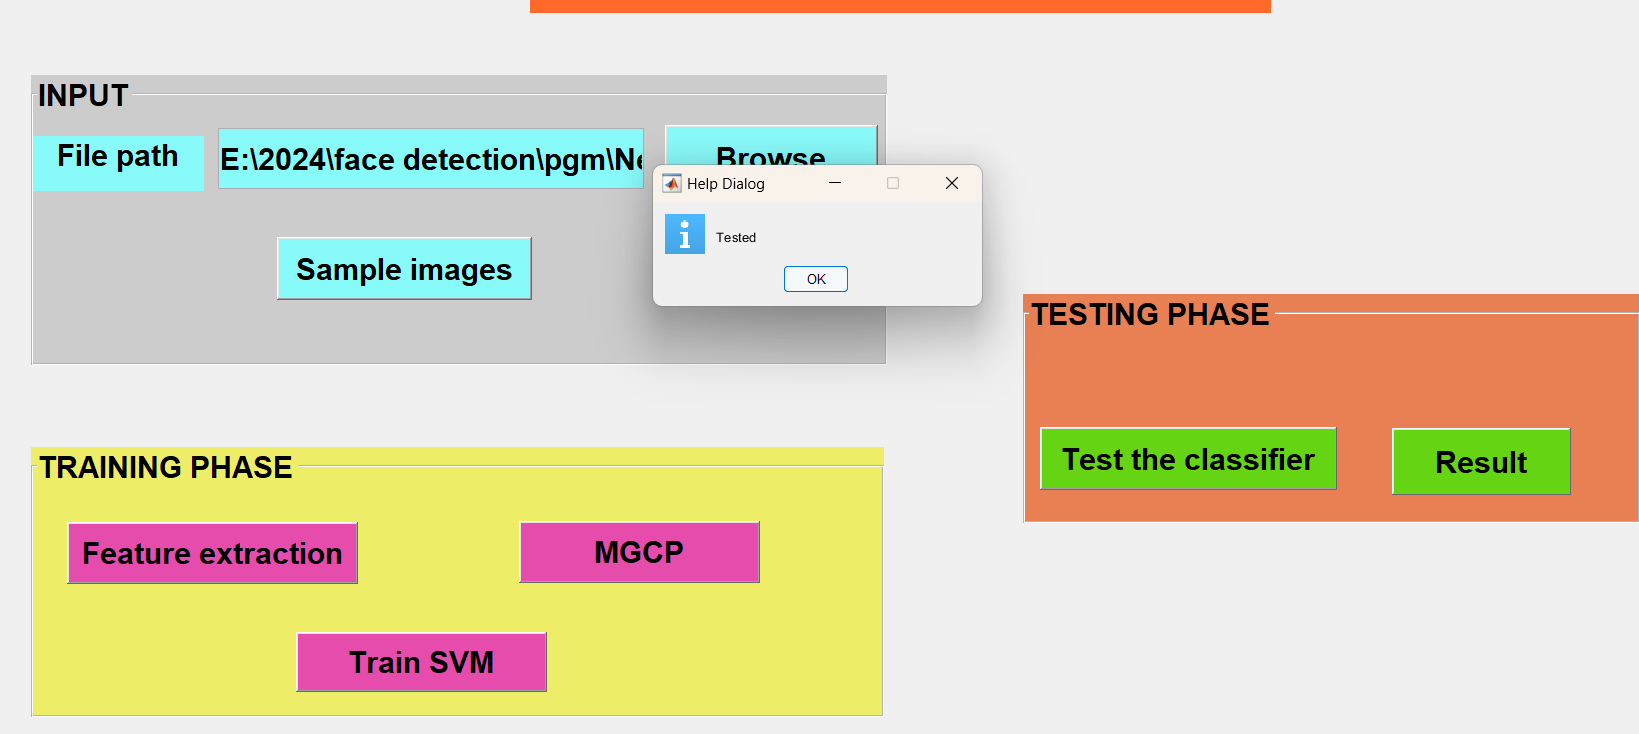 INPUT
File path
E:\2024\face detection\pgm\Ne
Browse
Help Dialog
Tested
OK
Sample images
TESTING PHASE
Test the classifier
Result
TRAINING PHASE
Feature extraction
MGCP
Train SVM